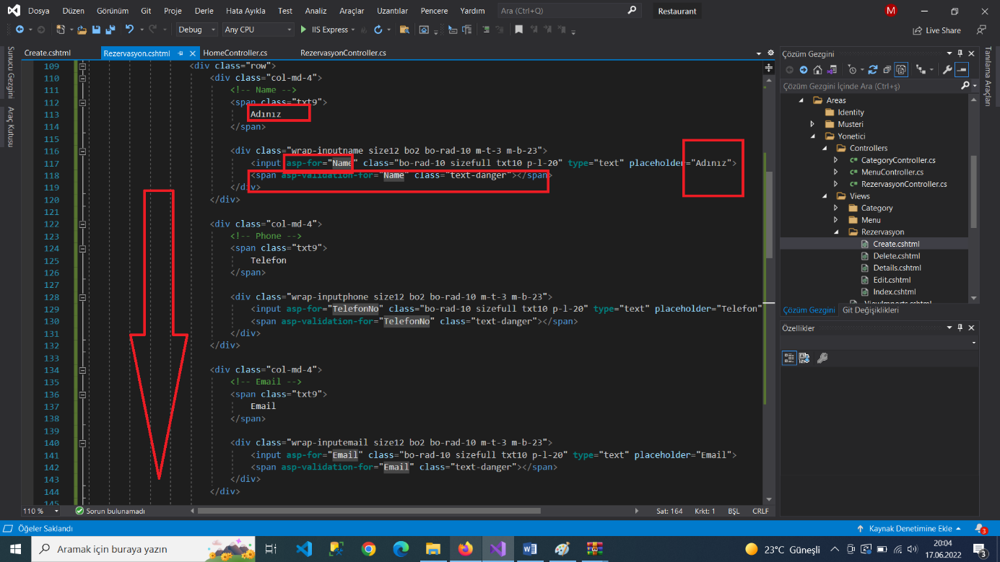 Dosya Düzen Görünüm Git Proje Derle Hata Ayıkla Test Analiz Araçlar Uzantılar Pencere Yardım Ara (Ctrl+Q) Restaurant M
Debug Any CPU IIS Express Live Share
Sunucu Gezgini
Araç Kutusu
Create.cshtml Rezervasyon.cshtml HomeController.cs RezervasyonController.cs
109 <div class="row">
110 <div class="col-md-4">
111 <!-- Name -->
112 <span class="txt9">
113 Adınız
114 </span>
115
116 <div class="wrap-inputname size12 bo2 bo-rad-10 m-t-3 m-b-23">
117 <input asp-for="Name" class="bo-rad-10 sizefull txt10 p-l-20" type="text" placeholder="Adınız">
118 <span asp-validation-for="Name" class="text-danger"></span>
119 </div>
120 </div>
121
122 <div class="col-md-4">
123 <!-- Phone -->
124 <span class="txt9">
125 Telefon
126 </span>
127
128 <div class="wrap-inputphone size12 bo2 bo-rad-10 m-t-3 m-b-23">
129 <input asp-for="TelefonNo" class="bo-rad-10 sizefull txt10 p-l-20" type="text" placeholder="Telefon"
130 <span asp-validation-for="TelefonNo" class="text-danger"></span>
131 </div>
132 </div>
133
134 <div class="col-md-4">
135 <!-- Email -->
136 <span class="txt9">
137 Email
138 </span>
139
140 <div class="wrap-inputemail size12 bo2 bo-rad-10 m-t-3 m-b-23">
141 <input asp-for="Email" class="bo-rad-10 sizefull txt10 p-l-20" type="text" placeholder="Email">
142 <span asp-validation-for="Email" class="text-danger"></span>
143 </div>
144 </div>
145
110 % Sorun bulunamadı Sat: 164 Krkt: 1 BŞL CRLF
Çözüm Gezgini
Çözüm Gezgini İçinde Ara (Ctrl+ş)
Areas
Identity
Musteri
Yonetici
Controllers
CategoryController.cs
MenuController.cs
RezervasyonController.cs
Views
Category
Menu
Rezervasyon
Create.cshtml
Delete.cshtml
Details.cshtml
Edit.cshtml
Index.cshtml
_ViewImports.cshtml
Çözüm Gezgini Git Değişiklikleri
Özellikler
Tanılama Araçları
Öğeler Saklandı Kaynak Denetimine Ekle 3
Aramak için buraya yazın 23°C Güneşli 20:04
17.06.2022 3